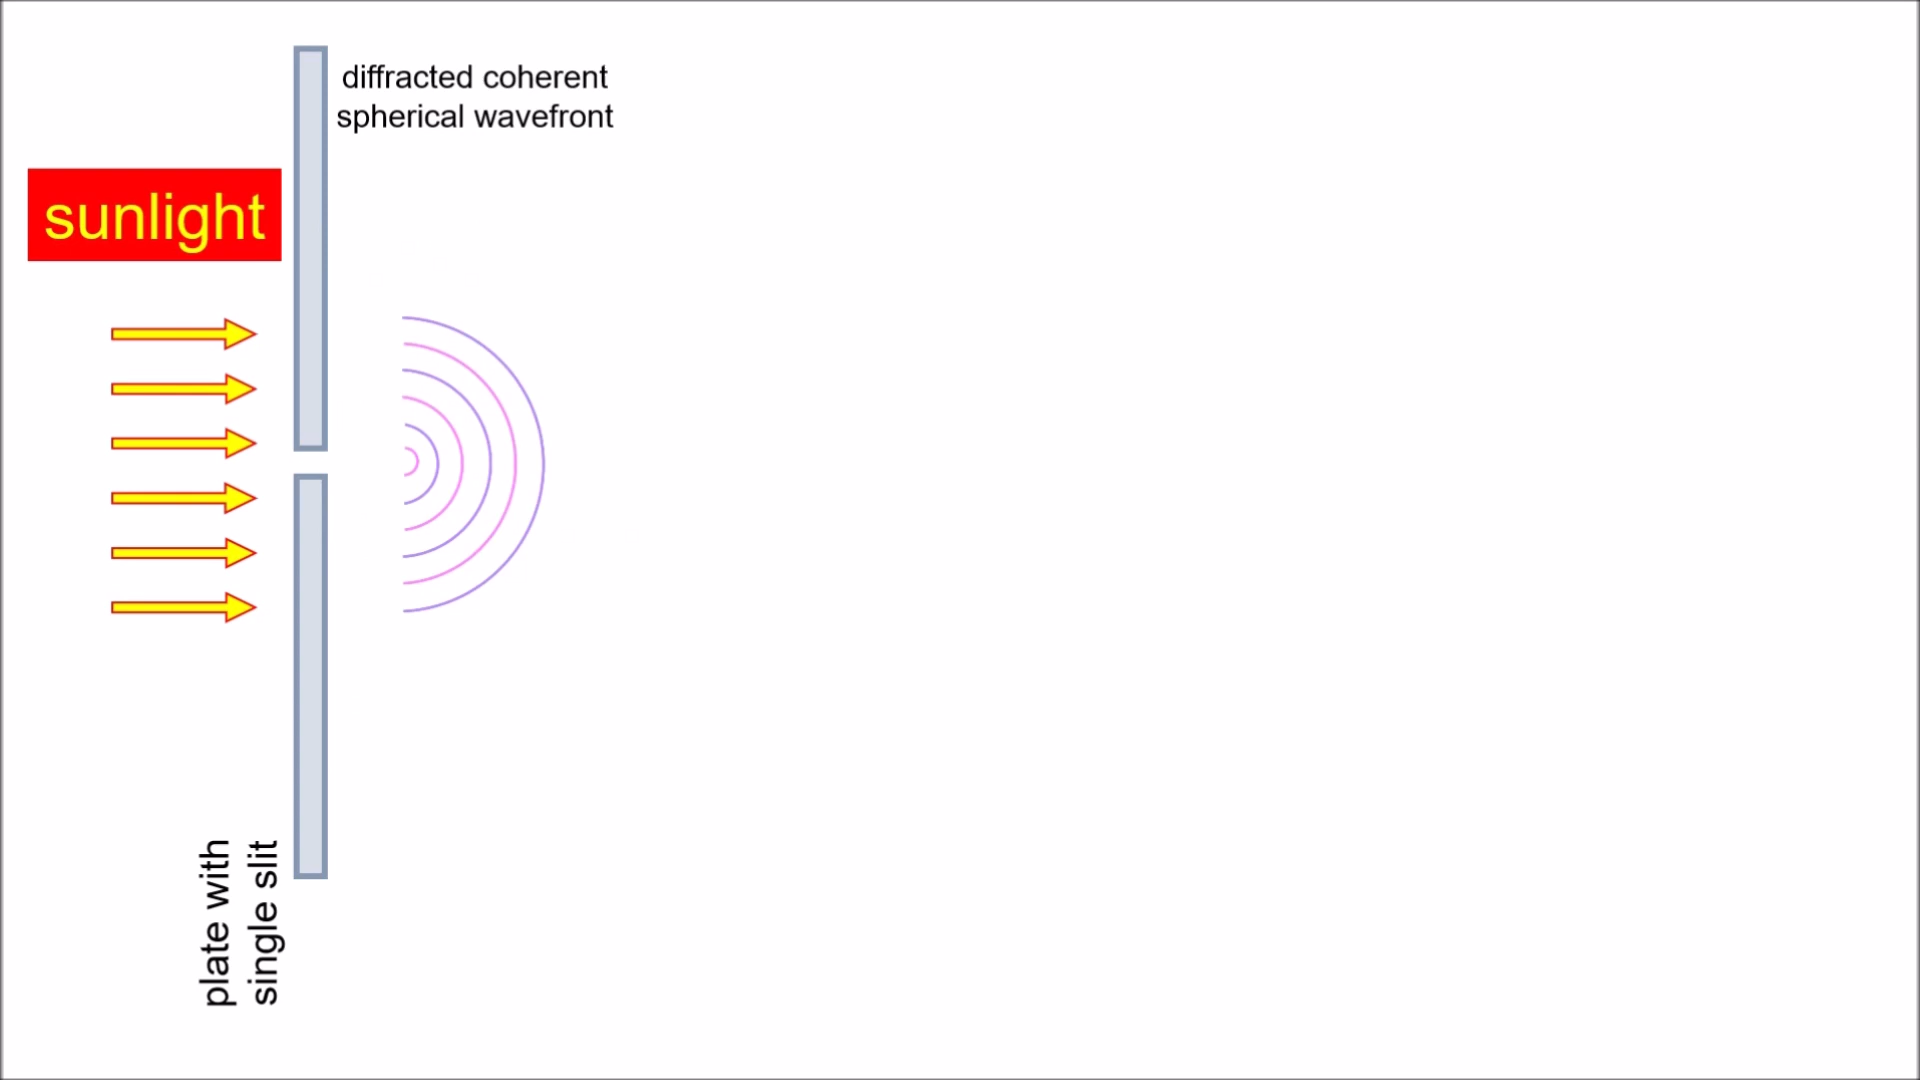 diffracted coherent
spherical wavefront
sunlight
plate with
single slit